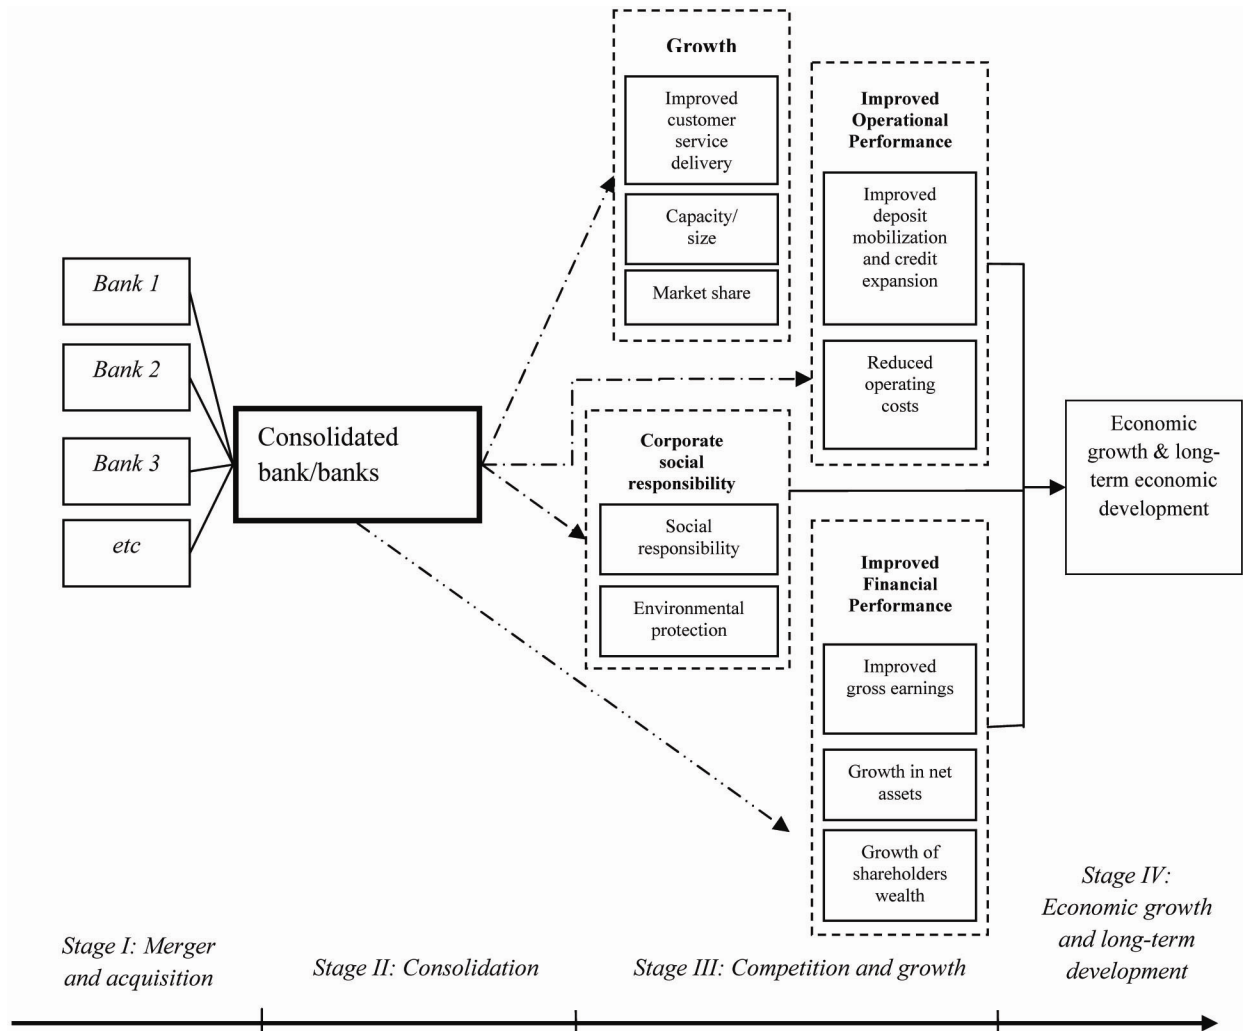 Bank 1
Bank 2
Bank 3
etc
Consolidated
bank/banks
Growth
Improved
customer
service
delivery
Capacity/
size
Market share
Corporate
social
responsibility
Social
responsibility
Environmental
protection
Improved
Operational
Performance
Improved
deposit
mobilization
and credit
expansion
Reduced
operating
costs
Improved
Financial
Performance
Improved
gross earnings
Growth in net
assets
Growth of
shareholders
wealth
Economic
growth & long-
term economic
development
Stage I: Merger
and acquisition
Stage II: Consolidation
Stage III: Competition and growth
Stage IV:
Economic growth
and long-term
development